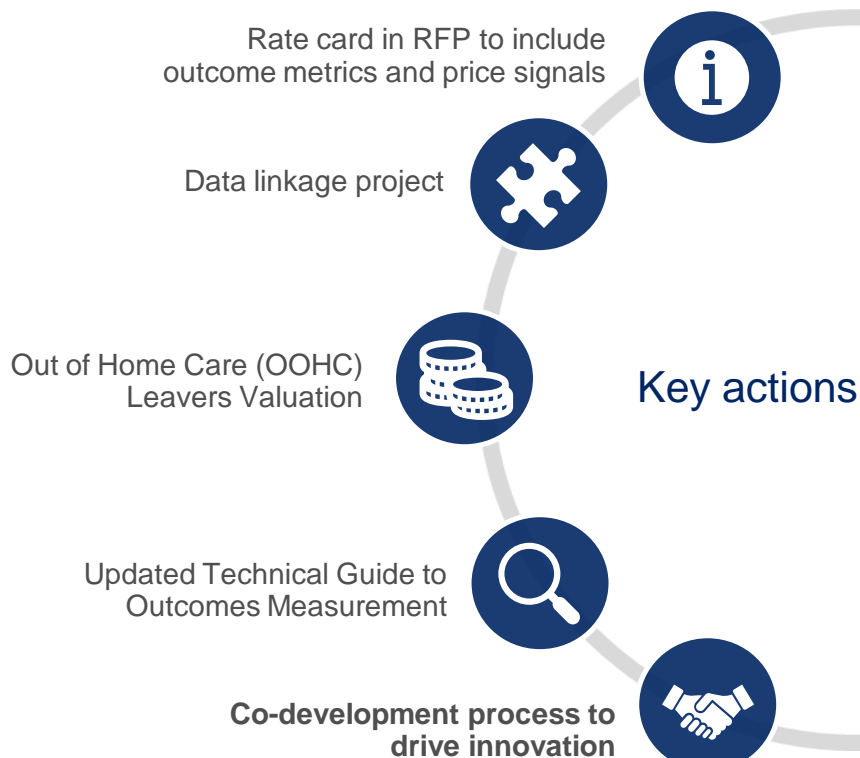 Rate card in RFP to include
outcome metrics and price signals
Data linkage project
Out of Home Care (OOHC)
Leavers Valuation
Key actions
Updated Technical Guide to
Outcomes Measurement
Co-development process to
drive innovation